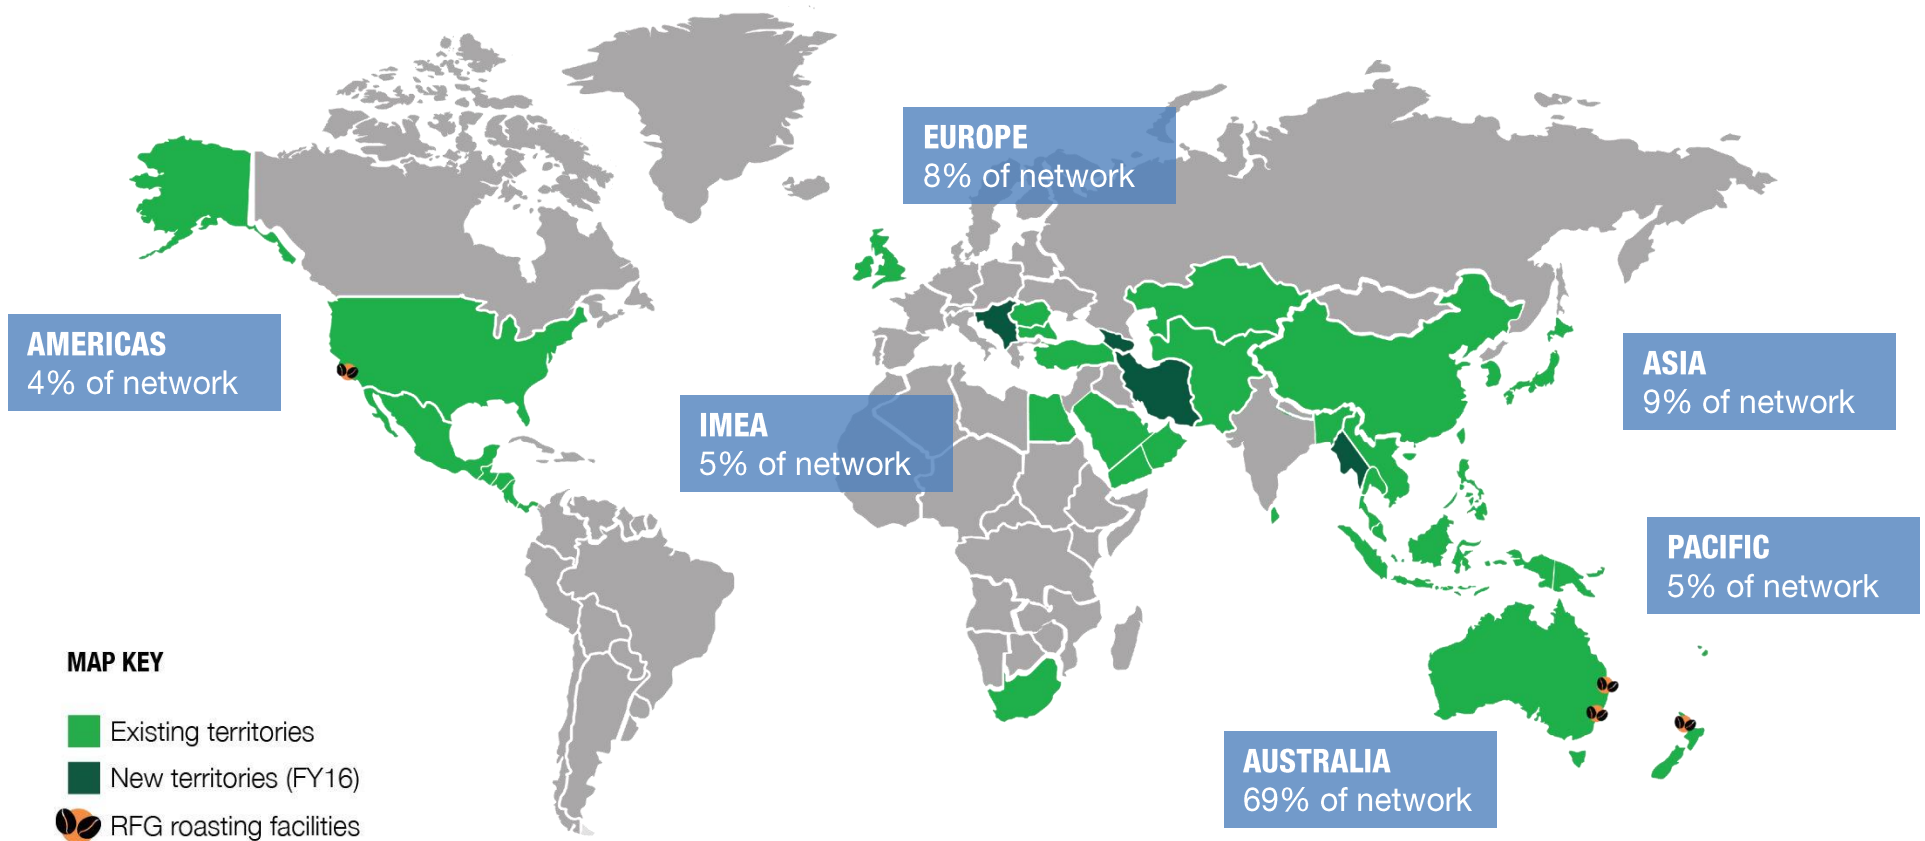 EUROPE
8% of network
AMERICAS
4% of network
ASIA
9% of network
IMEA
5% of network
PACIFIC
5% of network
MAP KEY
Existing territories
New territories (FY16)
RFG roasting facilities
AUSTRALIA
69% of network